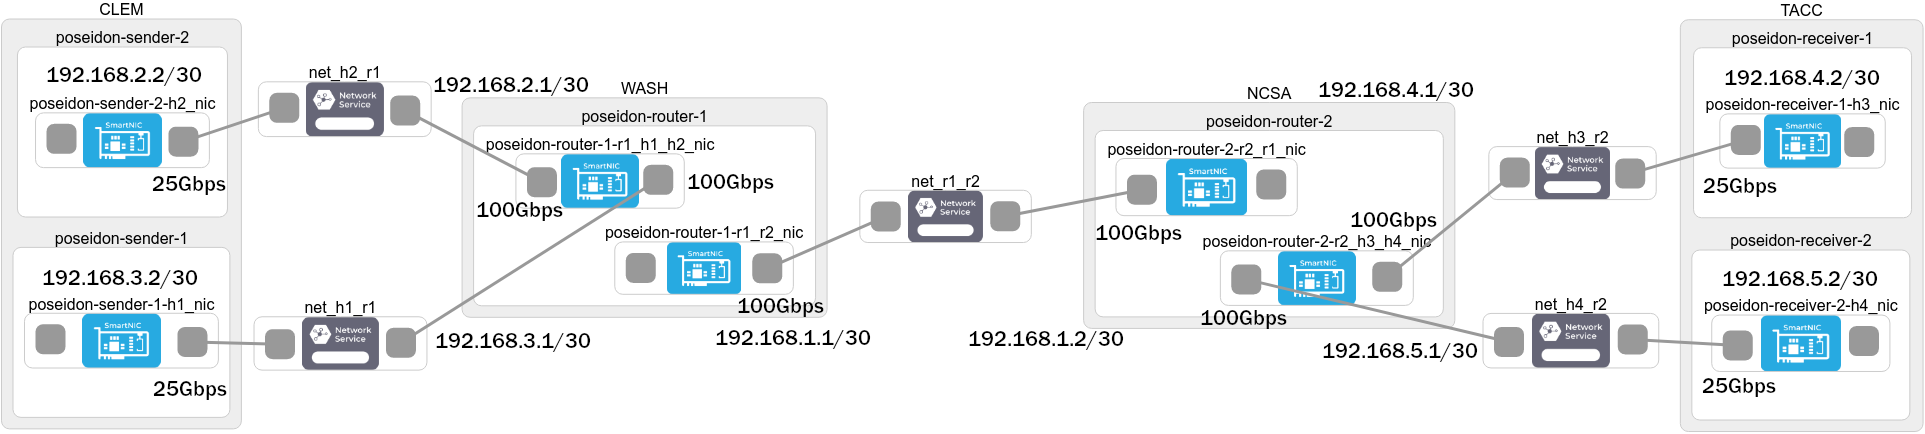 CLEM
poseidon-sender-2
192.168.2.2/30
poseidon-sender-2-h2_nic
SmartNIC
25Gbps
poseidon-sender-1
192.168.3.2/30
poseidon-sender-1-h1_nic
SmartNIC
25Gbps
net_h2_r1
Network
Service
192.168.2.1/30
net_h1_r1
Network
Service
192.168.3.1/30
WASH
poseidon-router-1
poseidon-router-1-r1_h1_h2_nic
SmartNIC
100Gbps
100Gbps
poseidon-router-1-r1_r2_nic
SmartNIC
100Gbps
192.168.1.1/30
net_r1_r2
Network
Service
192.168.1.2/30
NCSA
192.168.4.1/30
poseidon-router-2
poseidon-router-2-r2_r1_nic
SmartNIC
100Gbps
100Gbps
poseidon-router-2-r2_h3_h4_nic
SmartNIC
100Gbps
192.168.5.1/30
net_h3_r2
Network
Service
net_h4_r2
Network
Service
TACC
poseidon-receiver-1
192.168.4.2/30
poseidon-receiver-1-h3_nic
SmartNIC
25Gbps
poseidon-receiver-2
192.168.5.2/30
poseidon-receiver-2-h4_nic
SmartNIC
25Gbps